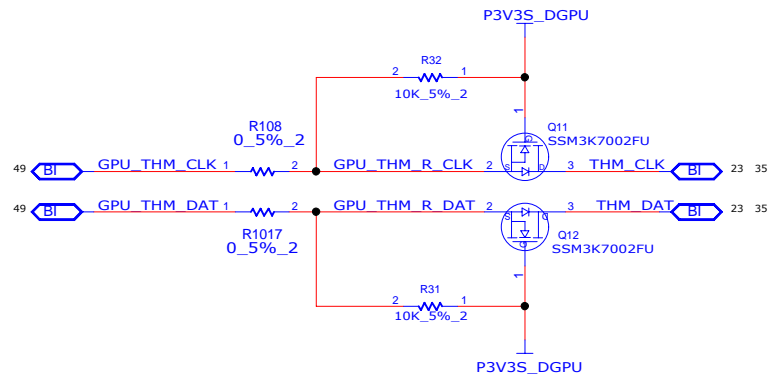 P3V3S_DGPU
R32
2 1
10K_5%_2
1
Q11
SSM3K7002FU
R108
0_5%_2
G
S D
49 BI GPU_THM_CLK 1 2 GPU_THM_R_CLK 2 3 THM_CLK BI 23 35
49 BI GPU_THM_DAT 1 2 GPU_THM_R_DAT 2 3 THM_DAT BI 23 35
S D
G
R1017
0_5%_2
Q12
SSM3K7002FU
1
R31
2 1
10K_5%_2
P3V3S_DGPU